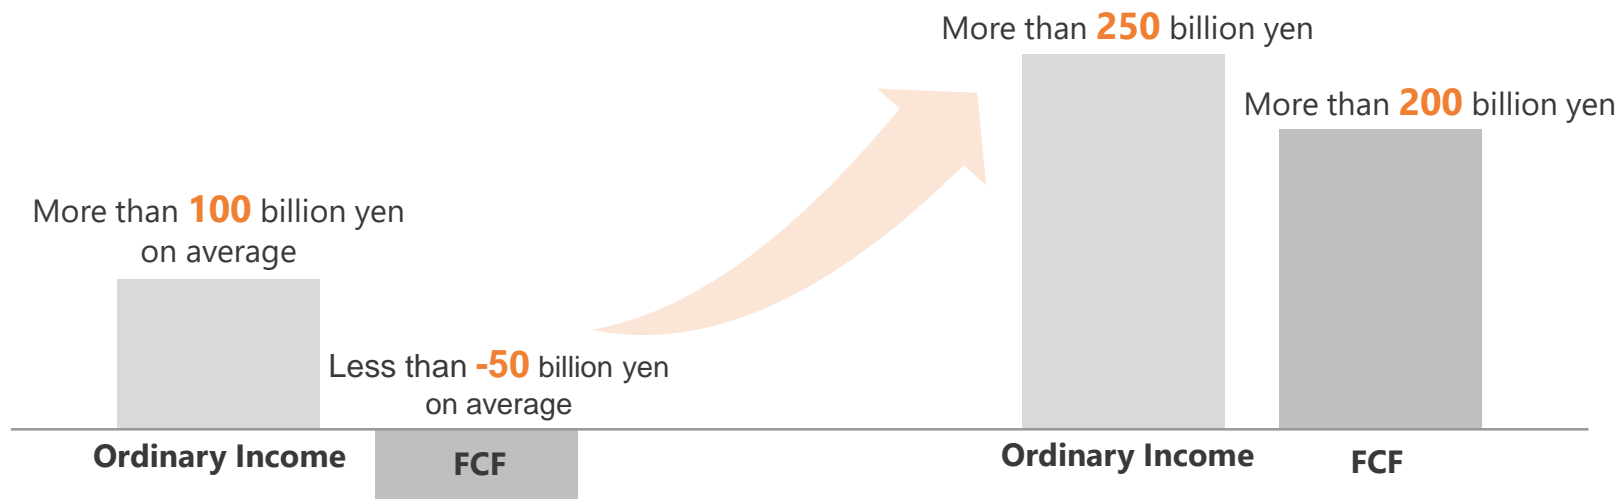 More than 100 billion yen
on average
Ordinary Income
Less than -50 billion yen
on average
FCF
More than 250 billion yen
Ordinary Income
More than 200 billion yen
FCF